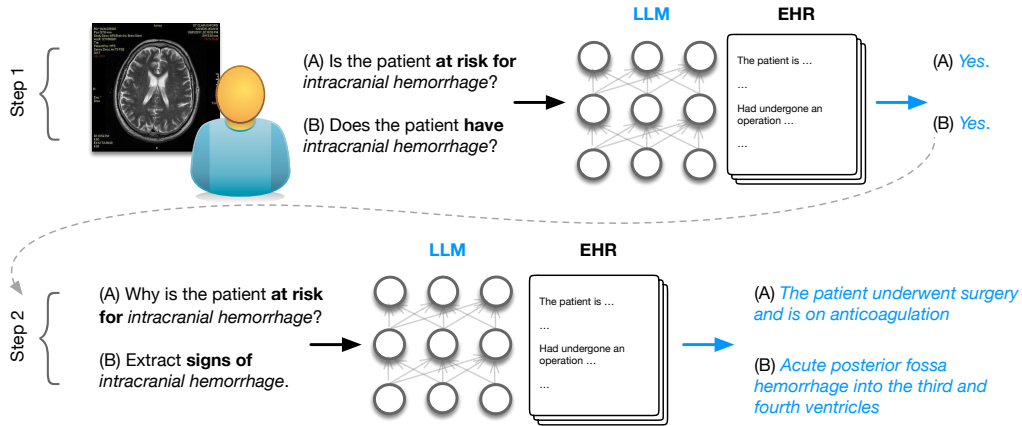 LLM
EHR
Step 1
(A) Is the patient at risk for
intracranial hemorrhage?
(B) Does the patient have
intracranial hemorrhage?
The patient is ...
...
Had undergone an
operation ...
...
(A) Yes.
(B) Yes.
LLM
EHR
Step 2
(A) Why is the patient at risk
for intracranial hemorrhage?
(B) Extract signs of
intracranial hemorrhage.
The patient is ...
...
Had undergone an
operation ...
...
(A) The patient underwent surgery
and is on anticoagulation
(B) Acute posterior fossa
hemorrhage into the third and
fourth ventricles